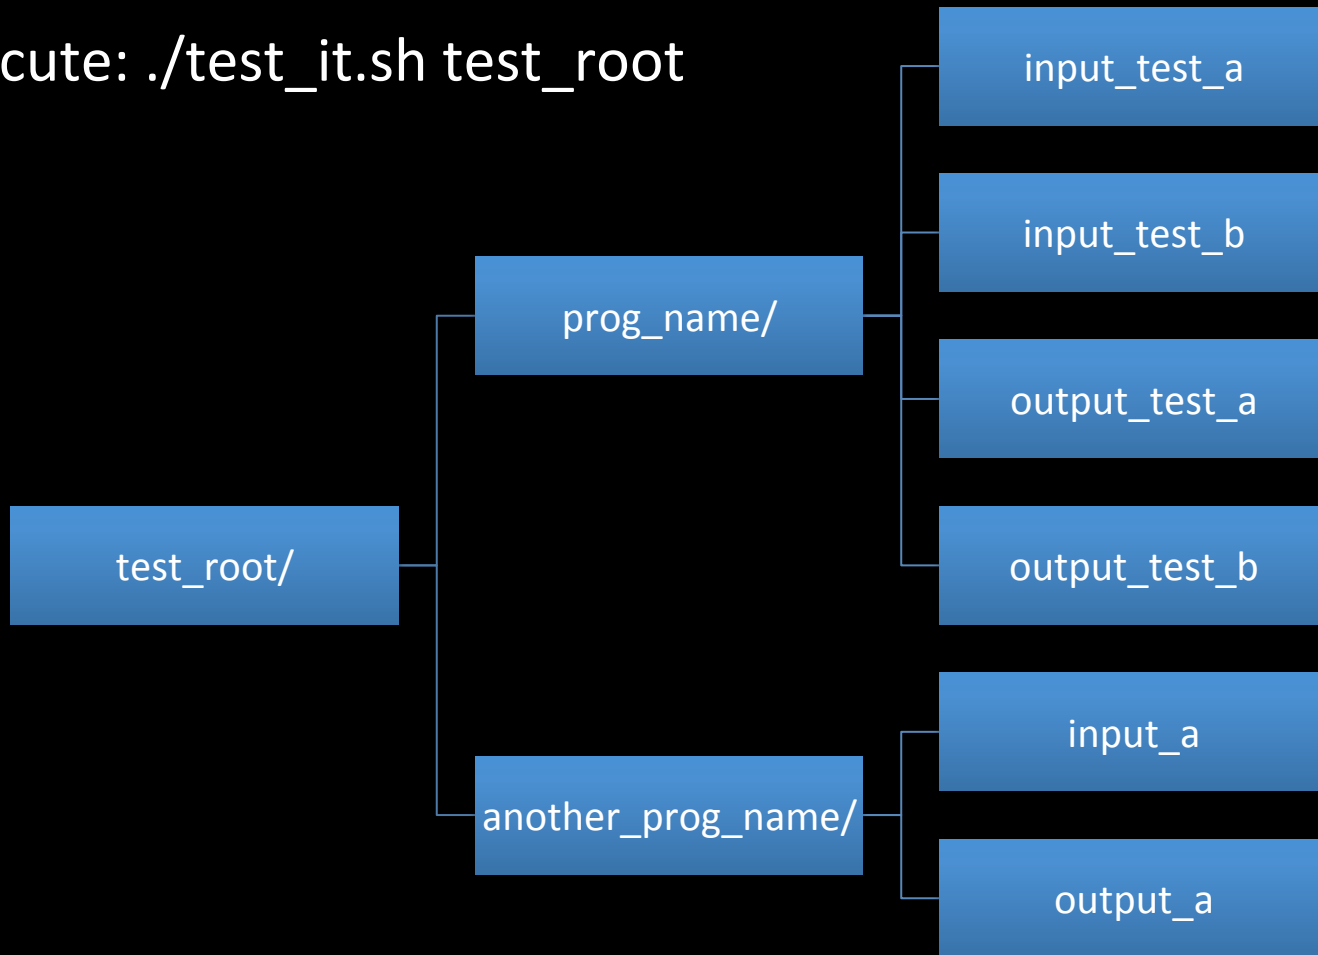 cute: ./test_it.sh test_root
input_test_a
input_test_b
prog_name/
output_test_a
test_root/
output_test_b
input_a
another_prog_name/
output_a